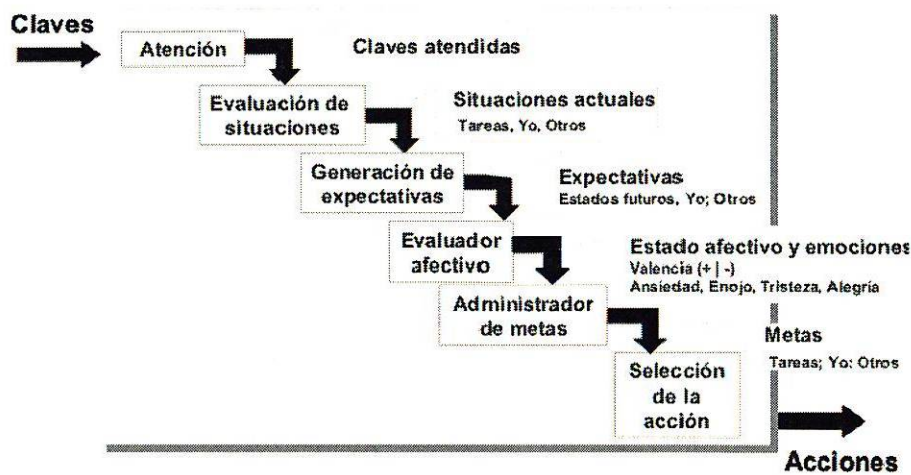 Claves
Atención
Claves atendidas
Evaluación de
situaciones
Situaciones actuales
Tareas, Yo, Otros
Generación de
expectativas
Expectativas
Estados futuros, Yo; Otros
Evaluador
afectivo
Estado afectivo y emociones
Valencia (+ | -)
Ansiedad, Enojo, Tristeza, Alegría
Administrador
de metas
Metas
Tareas; Yo: Otros
Selección
de la
acción
Acciones